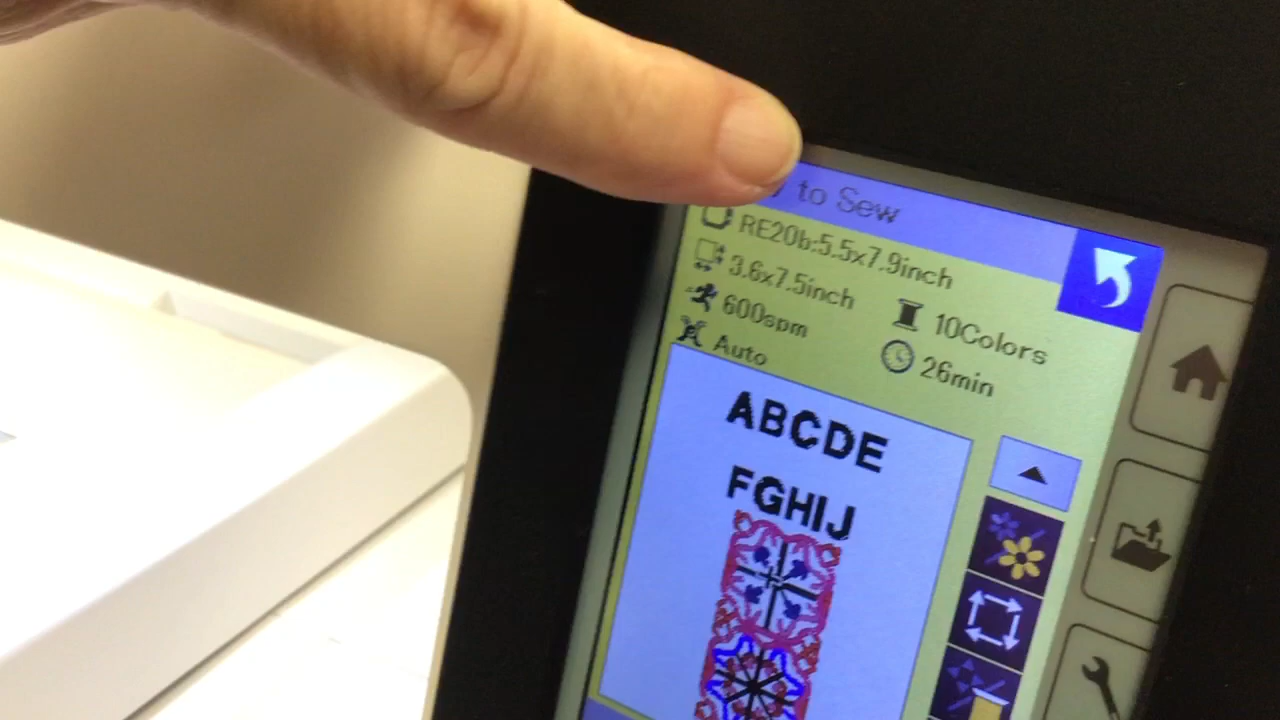 to Sew
RE20b:5.5x7.9inch
3.6x7.5inch
600spm
10Colors
Auto
26min
ABCDE
FGHIJ